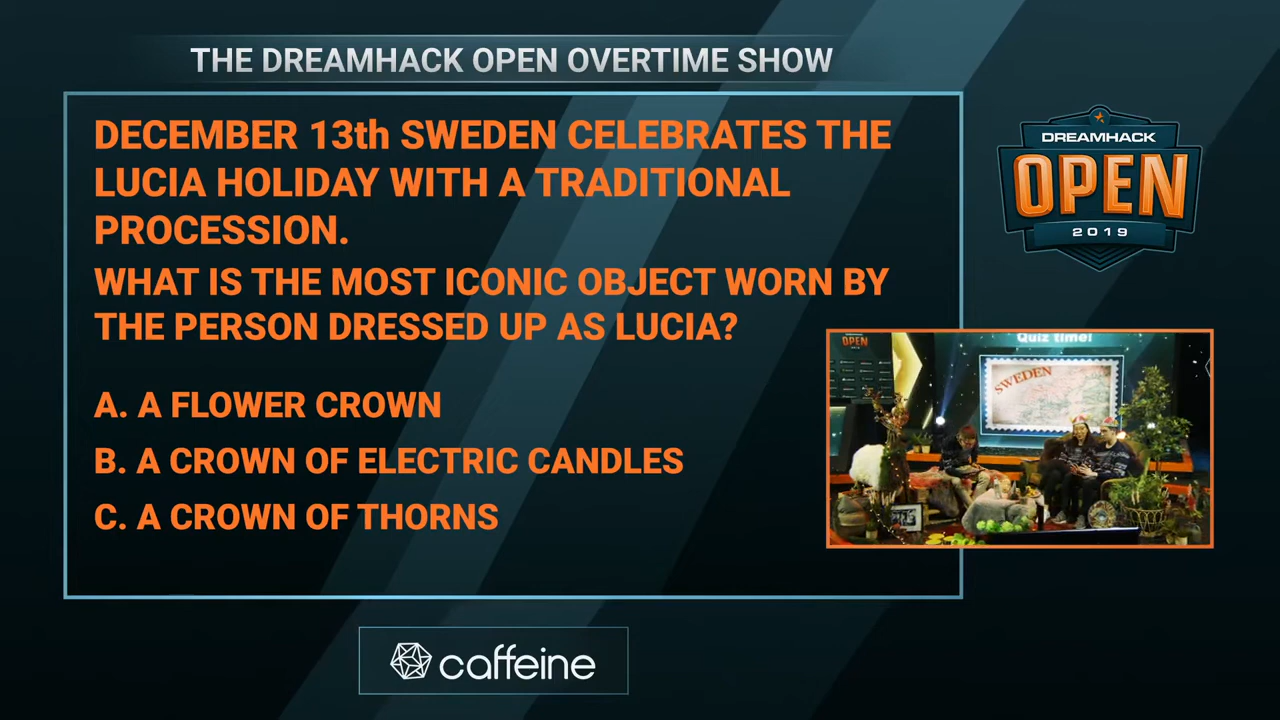 THE DREAMHACK OPEN OVERTIME SHOW
DECEMBER 13th SWEDEN CELEBRATES THE
LUCIA HOLIDAY WITH A TRADITIONAL
PROCESSION.
WHAT IS THE MOST ICONIC OBJECT WORN BY
THE PERSON DRESSED UP AS LUCIA?
A. A FLOWER CROWN
B. A CROWN OF ELECTRIC CANDLES
C. A CROWN OF THORNS
DREAMHACK
OPEN
2019
OPEN
Quiz time!
SWEDEN
caffeine